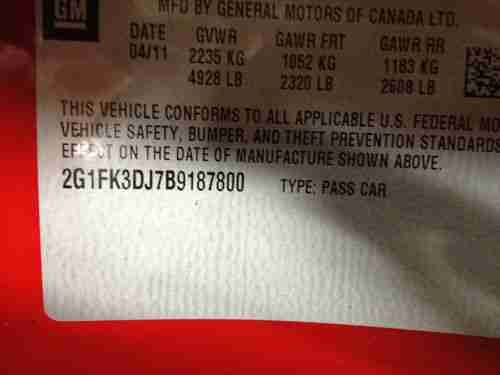 MFD BY GENERAL MOTORS OF CANADA LTD.
GM
DATE GVWR GAWR FRT GAWR RR
04/11 2235 KG 1052 KG 1183 KG
4928 LB 2320 LB 2608 LB
THIS VEHICLE CONFORMS TO ALL APPLICABLE U.S. FEDERAL MO
VEHICLE SAFETY, BUMPER, AND THEFT PREVENTION STANDARDS
EFFECT ON THE DATE OF MANUFACTURE SHOWN ABOVE.
2G1FK3DJ7B9187800 TYPE: PASS CAR